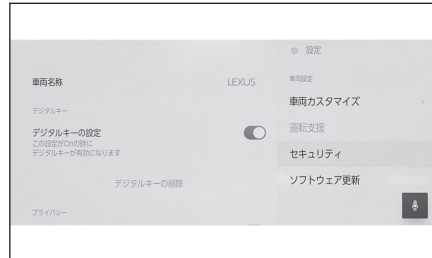 車両名称 LEXUS
デジタルキー
デジタルキーの設定
この設定がOnの時に
デジタルキーが有効になります
デジタルキーの削除
プライバシー
設定
車両設定
車両カスタマイズ
運転支援
セキュリティ
ソフトウェア更新